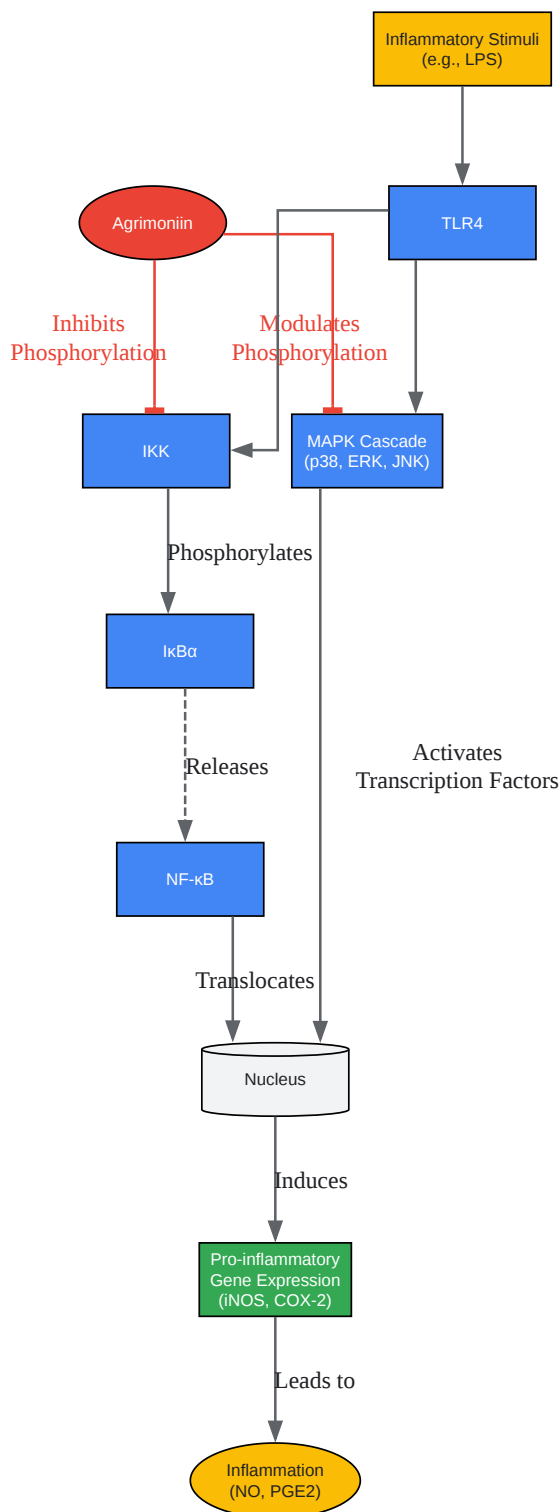 Inflammatory Stimuli
(e.g., LPS)
Agrimoniin
TLR4
Inhibits
Phosphorylation
Modulates
Phosphorylation
IKK
MAPK Cascade
(p38, ERK, JNK)
Phosphorylates
IκBα
Releases
Activates
Transcription Factors
NF-κB
Translocates
Nucleus
Induces
Pro-inflammatory
Gene Expression
(iNOS, COX-2)
Leads to
Inflammation
(NO, PGE2)